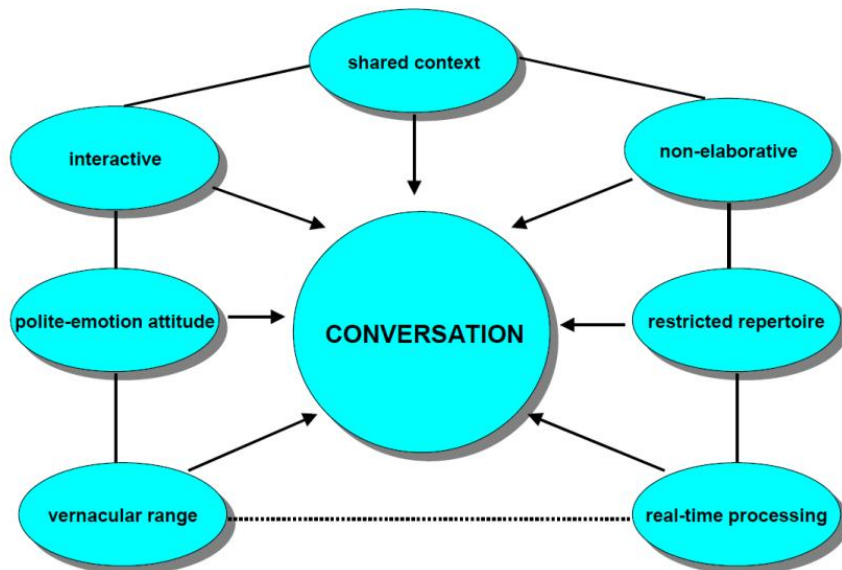 shared context
interactive
non-elaborative
polite-emotion attitude
CONVERSATION
restricted repertoire
vernacular range
real-time processing